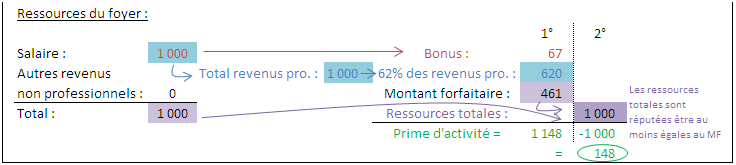 Ressources du foyer :
1° 2°
Salaire : 1 000 Bonus : 67
Autres revenus Total revenus pro. : 1 000 62% des revenus pro. : 620
non professionnels : 0 Montant forfaitaire : 461
Total : 1 000 Ressources totales : 1 000
Prime d'activité = 1 148 -1 000
= 148
Les ressources
totales sont
réputées être au
moins égales au MF